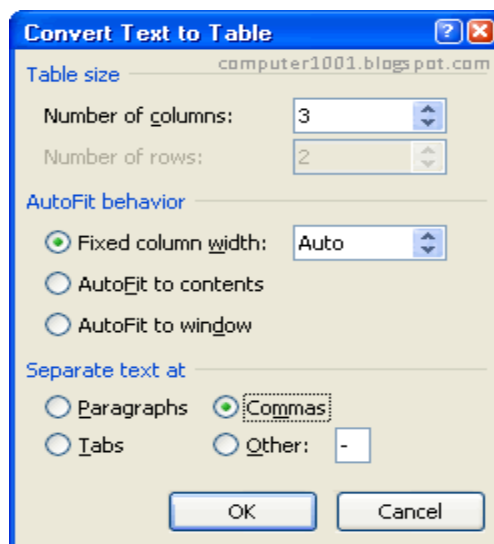 Convert Text to Table
computer1001.blogspot.com
Table size
Number of columns: 3
Number of rows: 2
AutoFit behavior
Fixed column width: Auto
AutoFit to contents
AutoFit to window
Separate text at
Paragraphs Commas
Tabs Other: -
OK Cancel